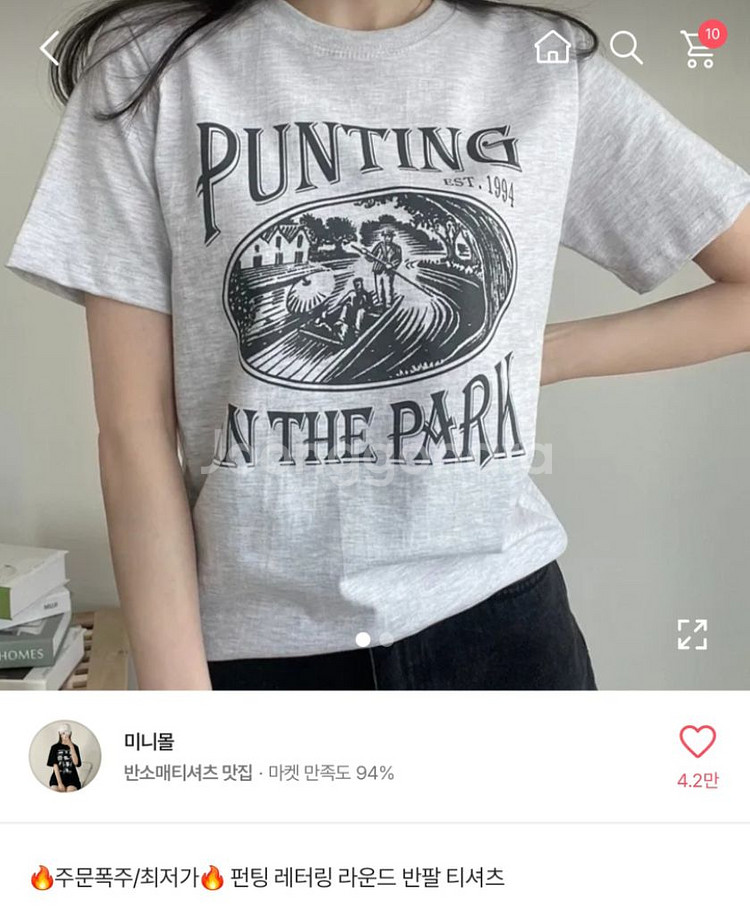 10
PUNTING
EST. 1994
IN THE PARK
Joonggonara
HOMES
미니몰
반소매티셔츠 맛집 · 마켓 만족도 94%
4.2만
🔥주문폭주/최저가🔥 펀팅 레터링 라운드 반팔 티셔츠